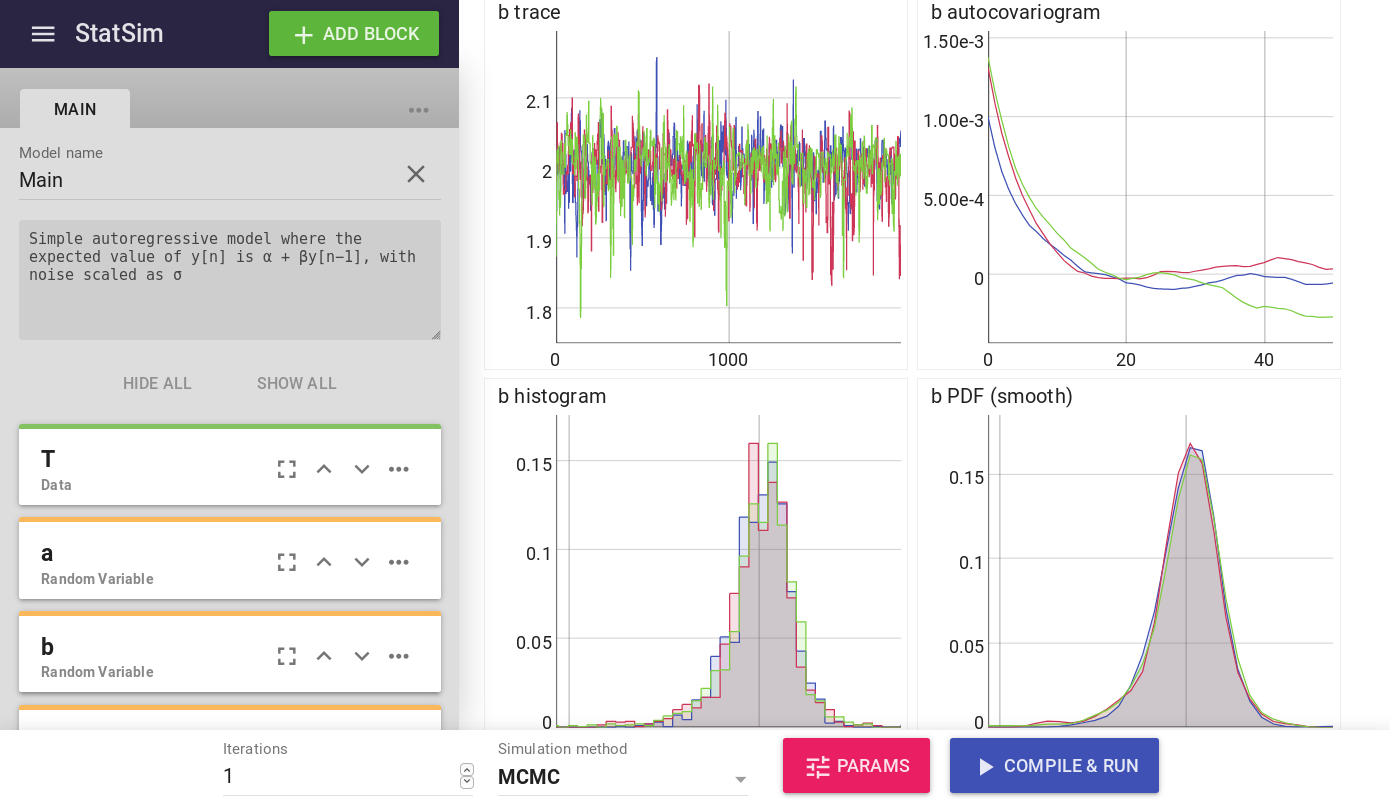 StatSim
ADD BLOCK
MAIN
Model name
Main
Simple autoregressive model where the
expected value of y[n] is α + βy[n−1], with
noise scaled as σ
HIDE ALL
SHOW ALL
T
Data
a
Random Variable
b
Random Variable
b trace
2.1
2
1.9
1.8
0
1000
b autocovariogram
1.50e-3
1.00e-3
5.00e-4
0
0
20
40
b histogram
0.15
0.1
0.05
0
b PDF (smooth)
0.15
0.1
0.05
0
Iterations
1
Simulation method
MCMC
PARAMS
COMPILE & RUN